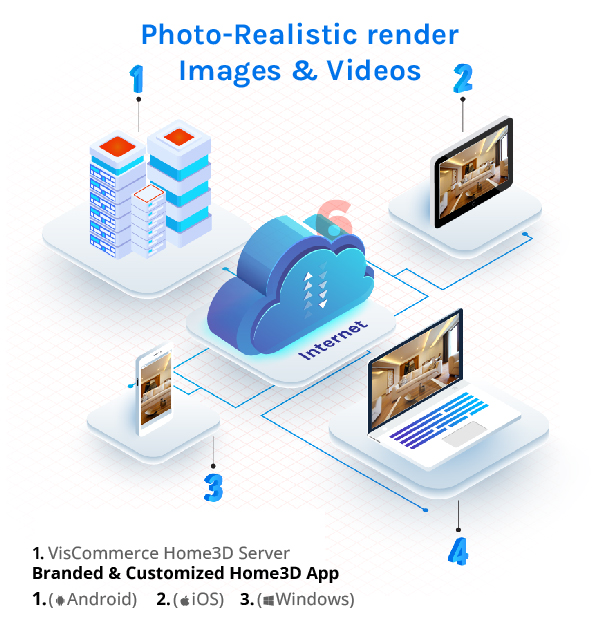 Photo-Realistic render
Images & Videos
1
2
6
Internet
3
4
1. VisCommerce Home3D Server
Branded & Customized Home3D App
1.(Android) 2.(iOS) 3.(Windows)